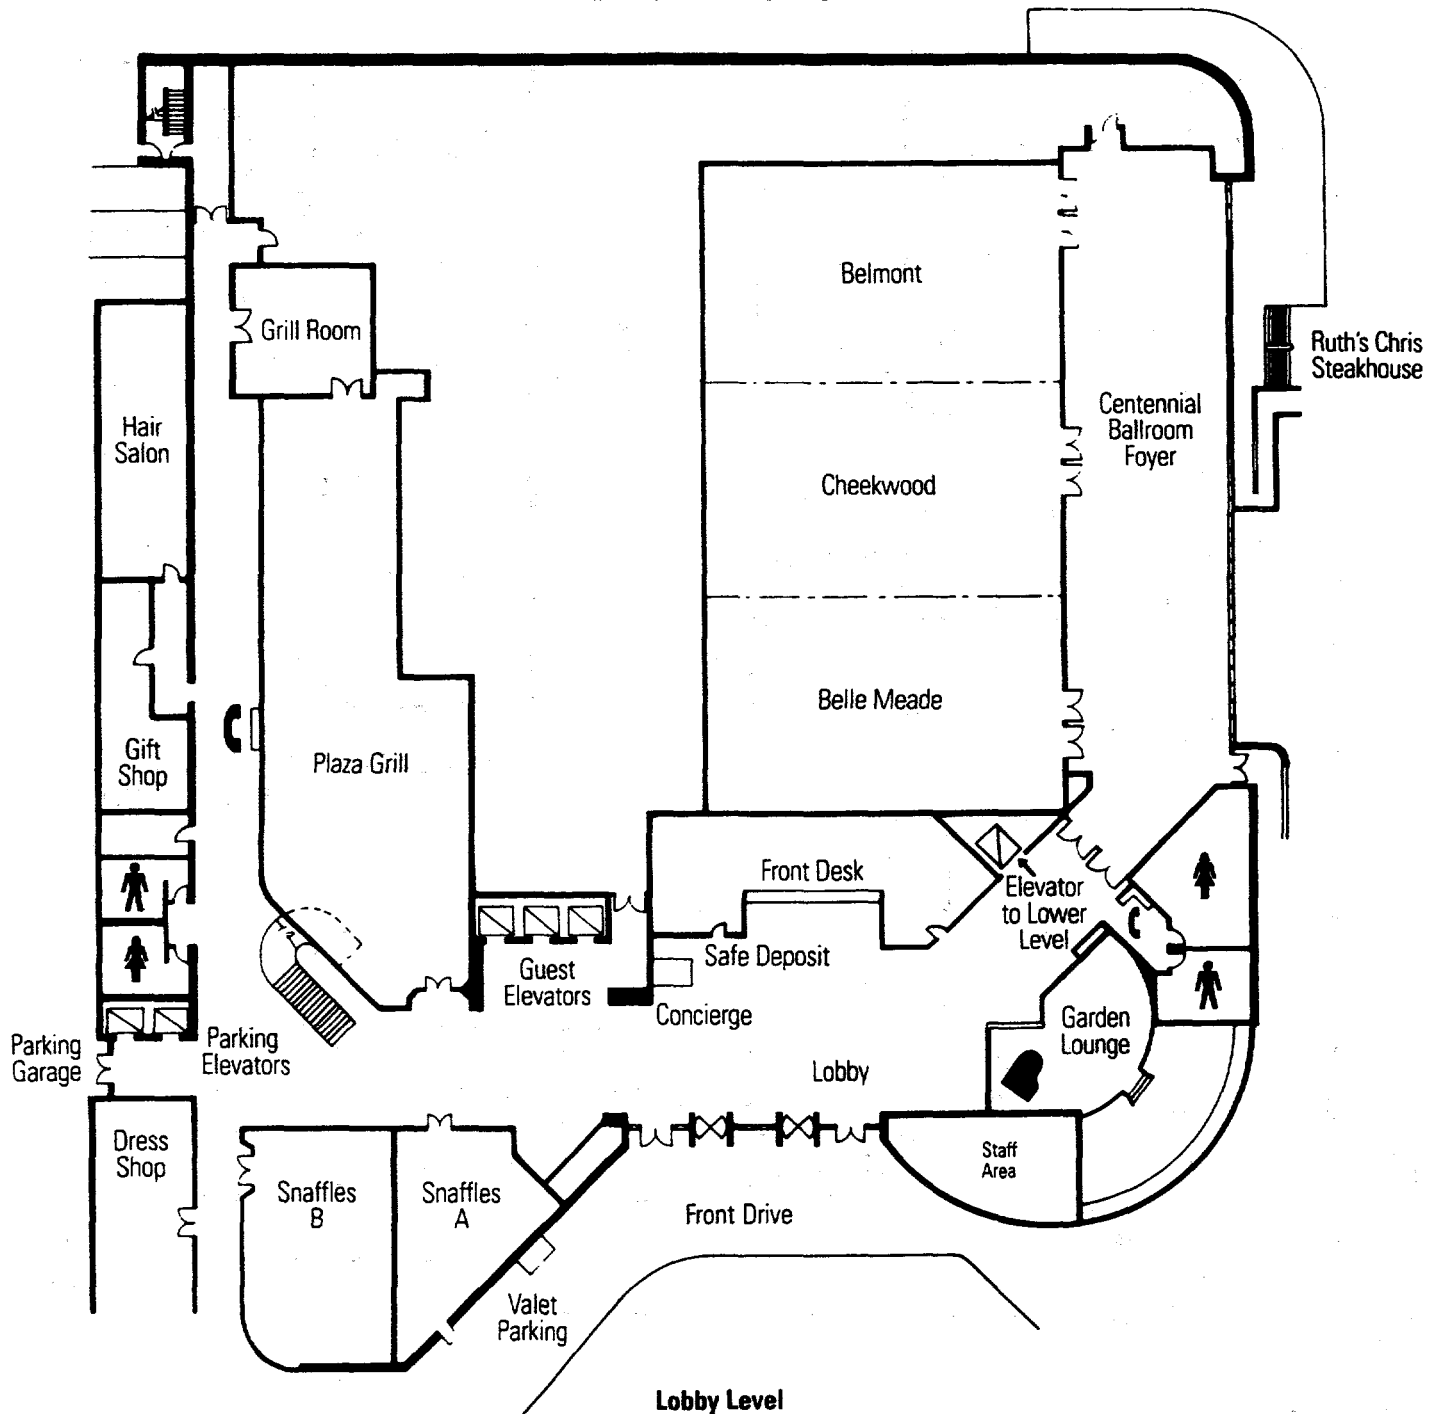 Belmont
Grill Room
Ruth's Chris
Steakhouse
Hair
Salon
Centennial
Ballroom
Foyer
Cheekwood
Belle Meade
Gift
Shop
Plaza Grill
Front Desk
Elevator
to Lower
Level
Safe Deposit
Guest
Elevators
Concierge
Garden
Lounge
Parking
Garage
Parking
Elevators
Lobby
Dress
Shop
Staff
Area
Snaffles
B
Snaffles
A
Front Drive
Valet
Parking
Lobby Level